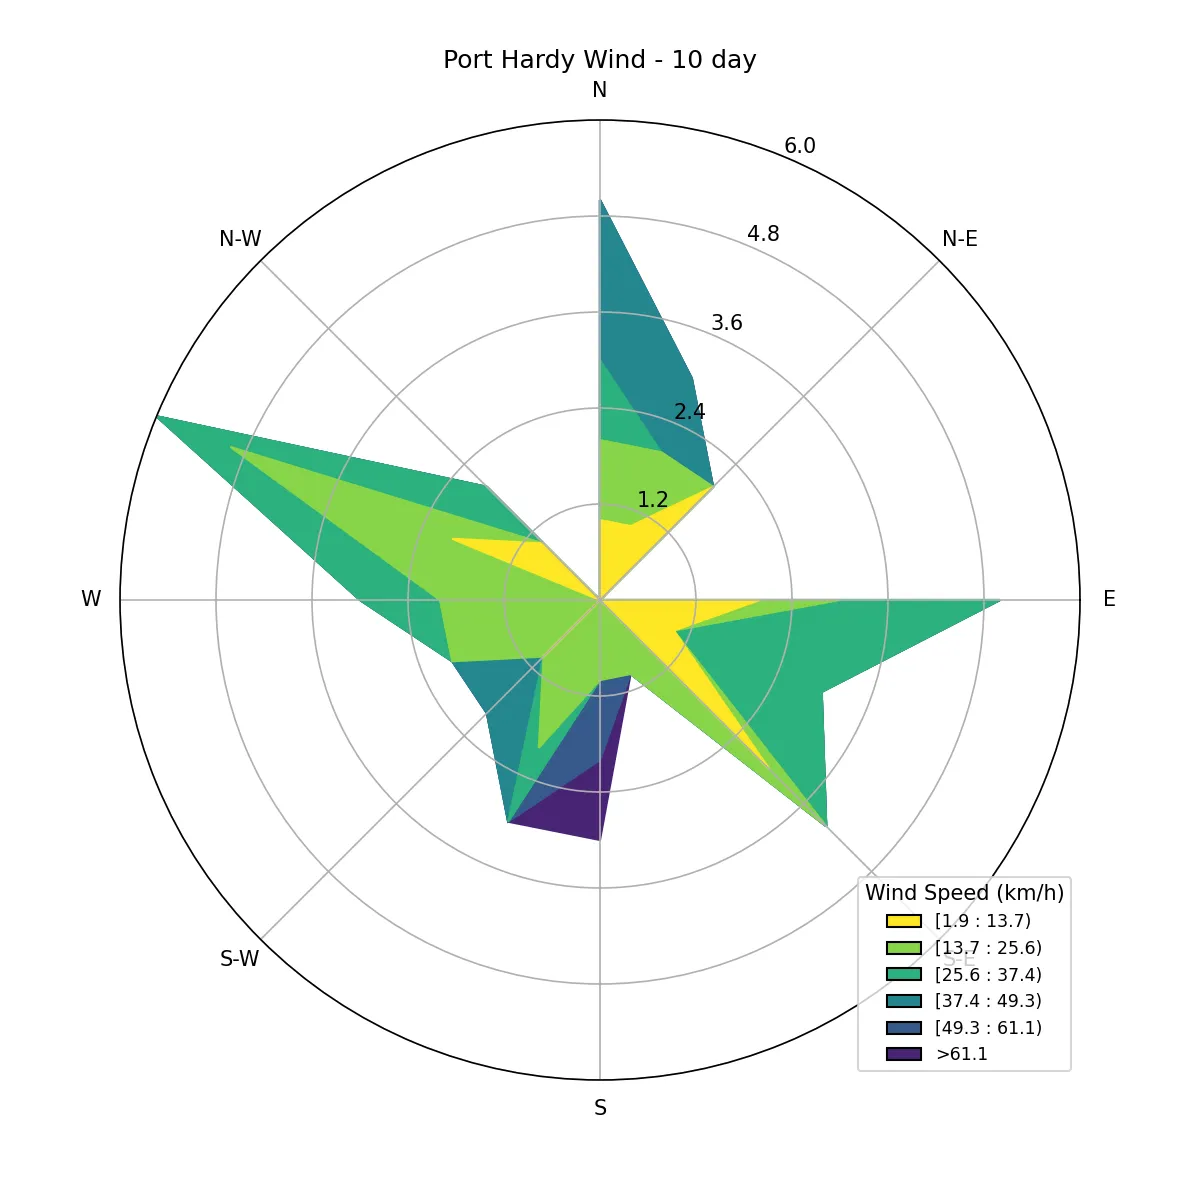 Port Hardy Wind - 10 day
N
6.0
N-W
N-E
4.8
3.6
2.4
1.2
W
E
Wind Speed (km/h)
[1.9 : 13.7)
[13.7 : 25.6)
S-W
S-E
[25.6 : 37.4)
[37.4 : 49.3)
[49.3 : 61.1)
>61.1
S